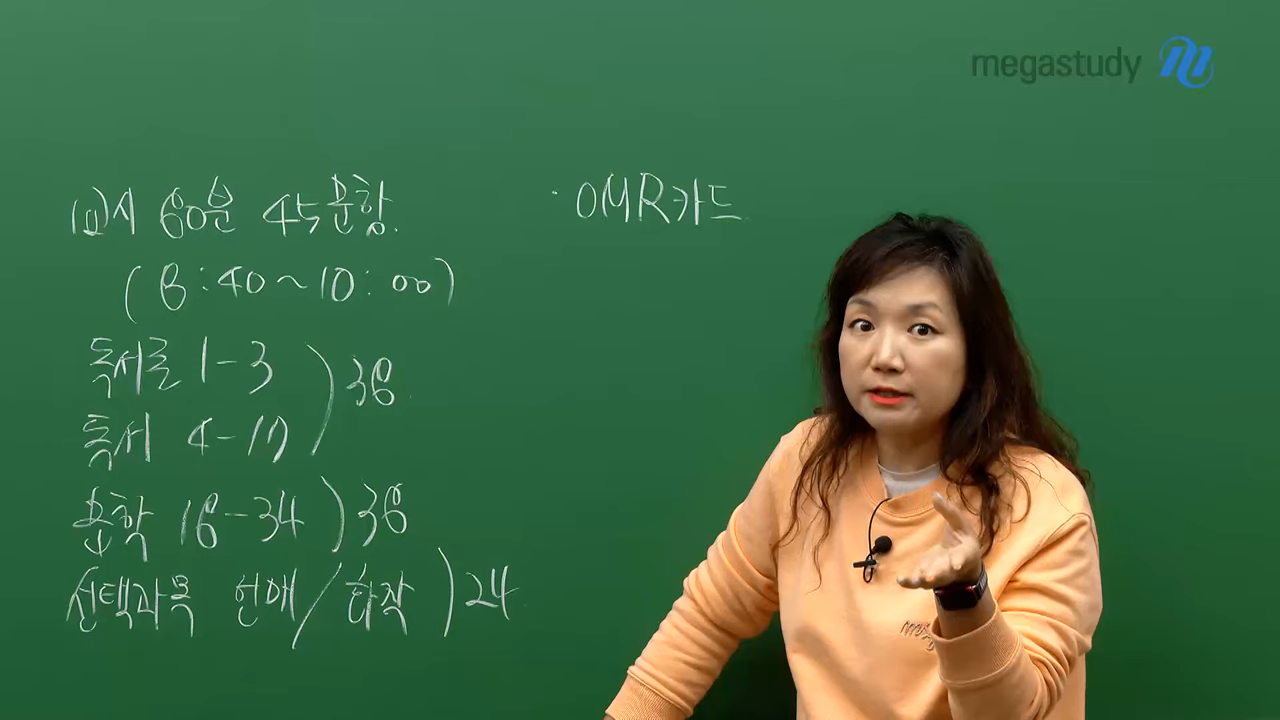 megastudy
1교시 80분 45문항.
(8:40~10:00)
독서론 1-3
독서 4-17
)38
문학 18-34 )38
선택과목 언매/화작 )24
· OMR카드